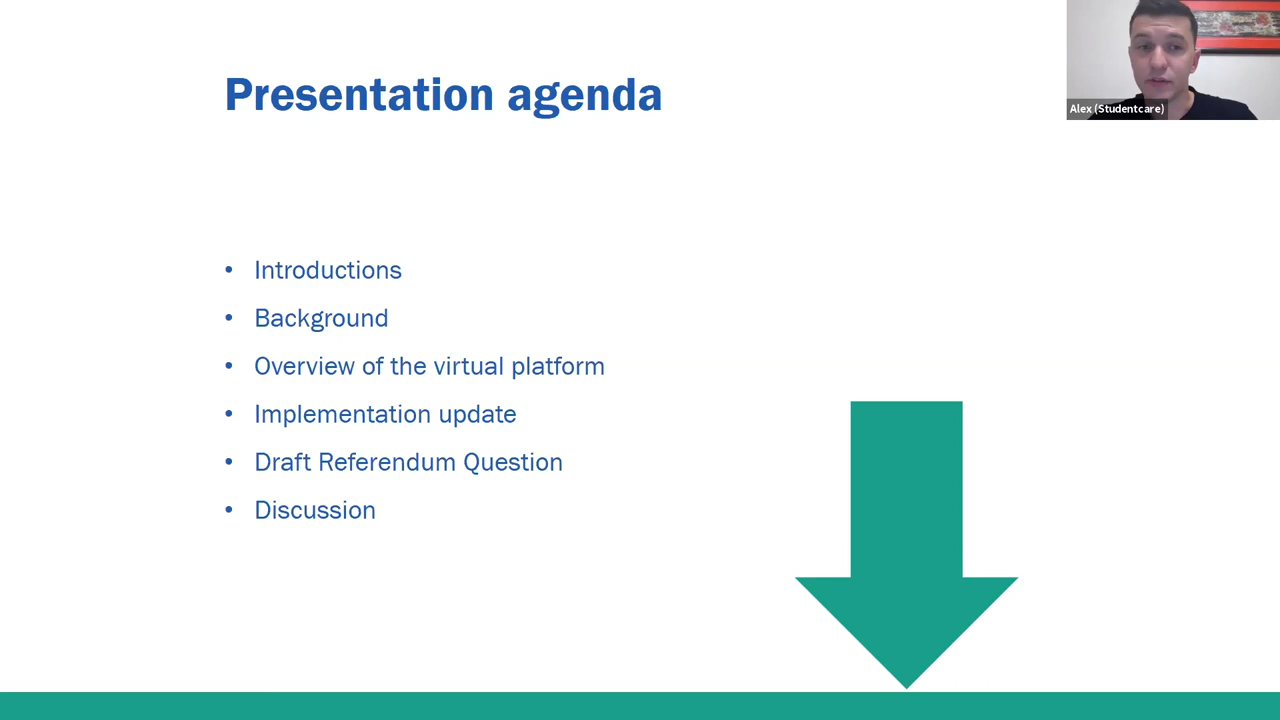 Presentation agenda
Alex (Studentcare)
• Introductions
• Background
• Overview of the virtual platform
• Implementation update
• Draft Referendum Question
• Discussion